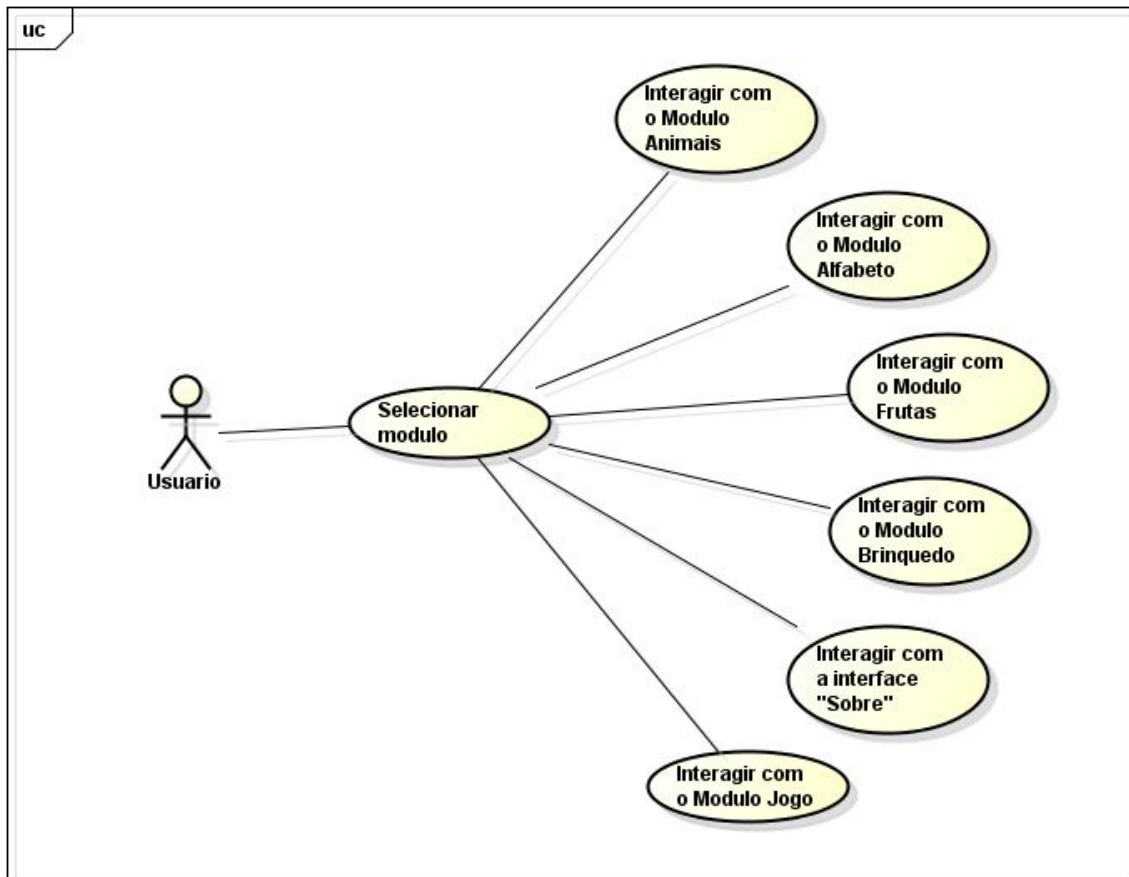 uc
Interagir com
o Modulo
Animais
Interagir com
o Modulo
Alfabeto
Interagir com
o Modulo
Frutas
Selecionar
modulo
Usuario
Interagir com
o Modulo
Brinquedo
Interagir com
a interface
"Sobre"
Interagir com
o Modulo Jogo